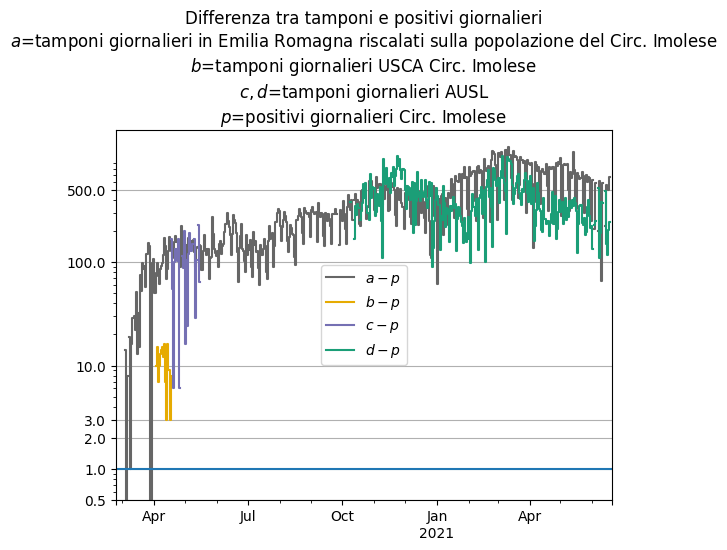 Differenza tra tamponi e positivi giornalieri
a=tamponi giornalieri in Emilia Romagna riscalati sulla popolazione del Circ. Imolese
b=tamponi giornalieri USCA Circ. Imolese
c, d=tamponi giornalieri AUSL
p=positivi giornalieri Circ. Imolese
500.0
100.0
10.0
3.0
2.0
1.0
0.5
a − p
b − p
c − p
d − p
Apr
Jul
Oct
Jan
2021
Apr